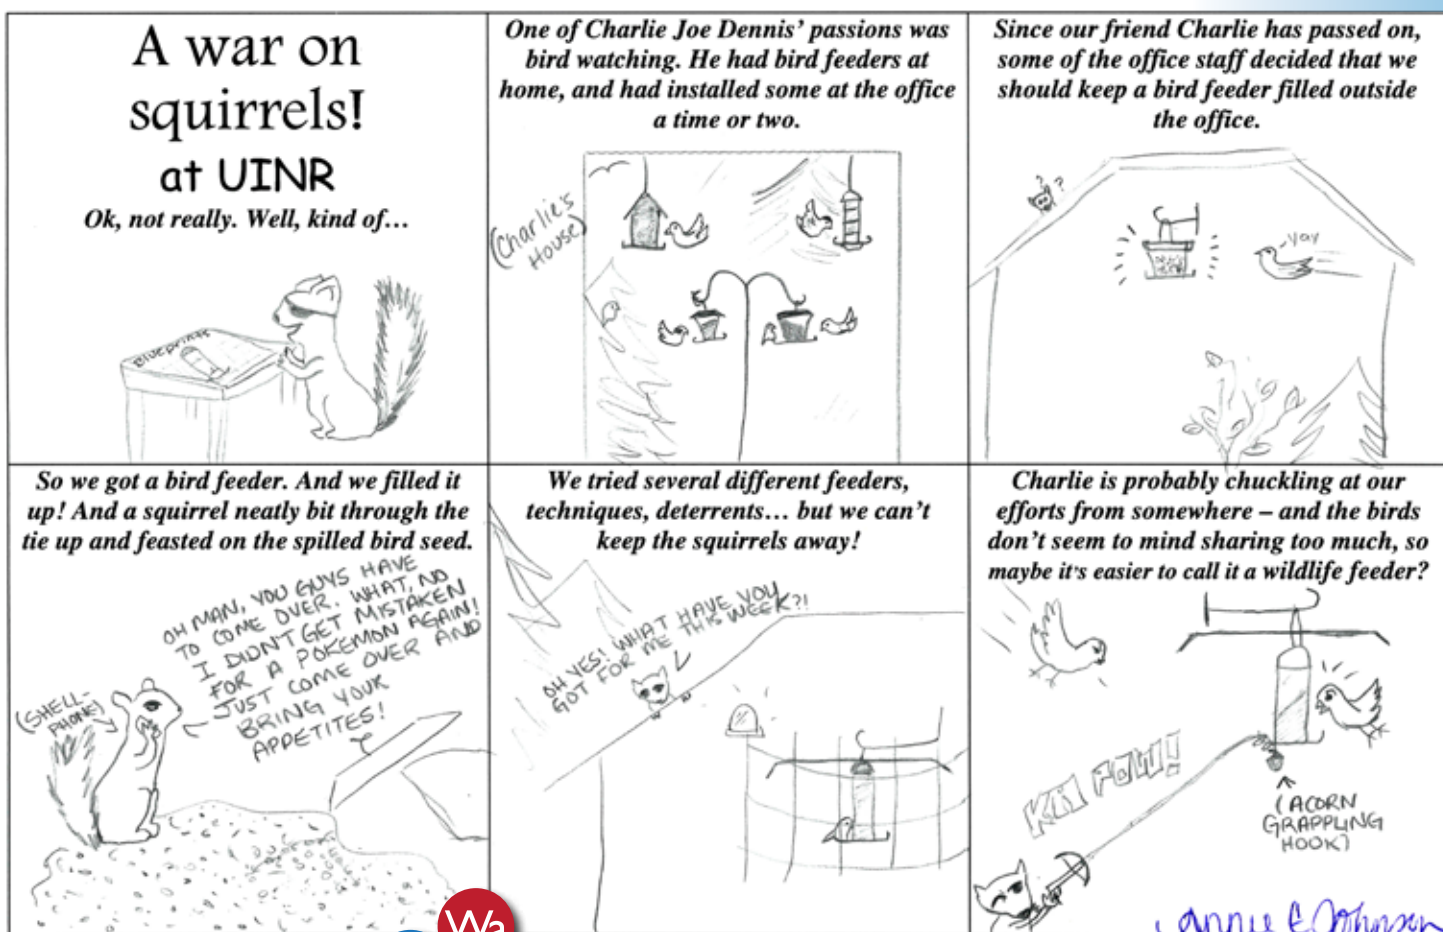 A war on
squirrels!
at UINR
Ok, not really. Well, kind of…
Blueprints
One of Charlie Joe Dennis' passions was
bird watching. He had bird feeders at
home, and had installed some at the office
a time or two.
(Charlie's
House)
Since our friend Charlie has passed on,
some of the office staff decided that we
should keep a bird feeder filled outside
the office.
? ?
-Yay
So we got a bird feeder. And we filled it
up! And a squirrel neatly bit through the
tie up and feasted on the spilled bird seed.
OH MAN, YOU GUYS HAVE
TO COME OVER. WHAT, NO
I DIDN'T GET MISTAKEN
FOR A POKEMON AGAIN!
JUST COME OVER AND
BRING YOUR
APPETITES!
(SHELL-
PHONE)
We tried several different feeders,
techniques, deterrents… but we can't
keep the squirrels away!
OH YES! WHAT HAVE YOU
GOT FOR ME THIS WEEK?!
Charlie is probably chuckling at our
efforts from somewhere – and the birds
don't seem to mind sharing too much, so
maybe it's easier to call it a wildlife feeder?
POW!
(ACORN
GRAPPLING
HOOK)
Annie E Johnson
Wa